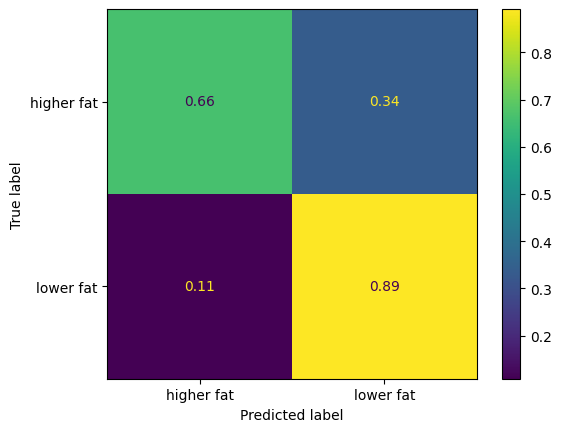 True label
higher fat
0.66
0.34
lower fat
0.11
0.89
higher fat
lower fat
Predicted label
0.8
0.7
0.6
0.5
0.4
0.3
0.2